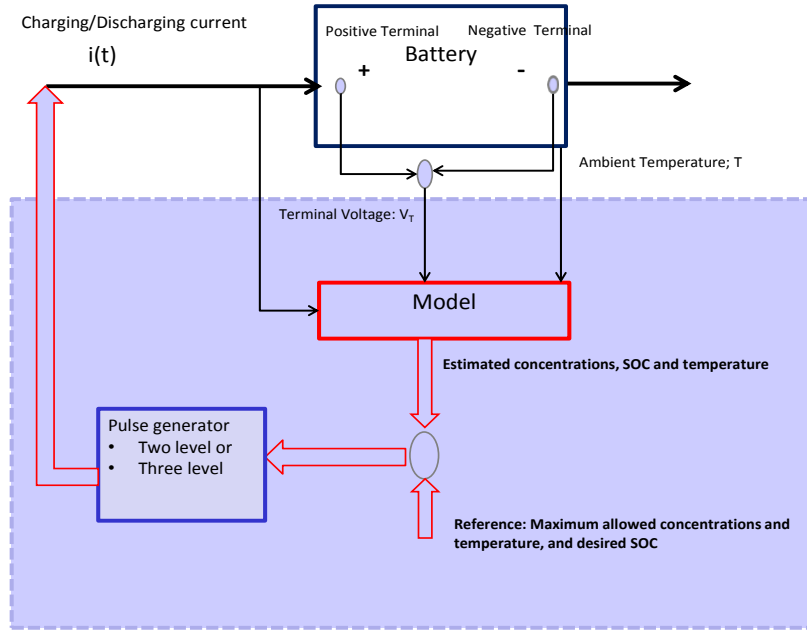 Charging/Discharging current
i(t)
Positive Terminal
Negative Terminal
Battery
+
-
Ambient Temperature; T
Terminal Voltage: V_T
Model
Estimated concentrations, SOC and temperature
Pulse generator
• Two level or
• Three level
Reference: Maximum allowed concentrations and
temperature, and desired SOC